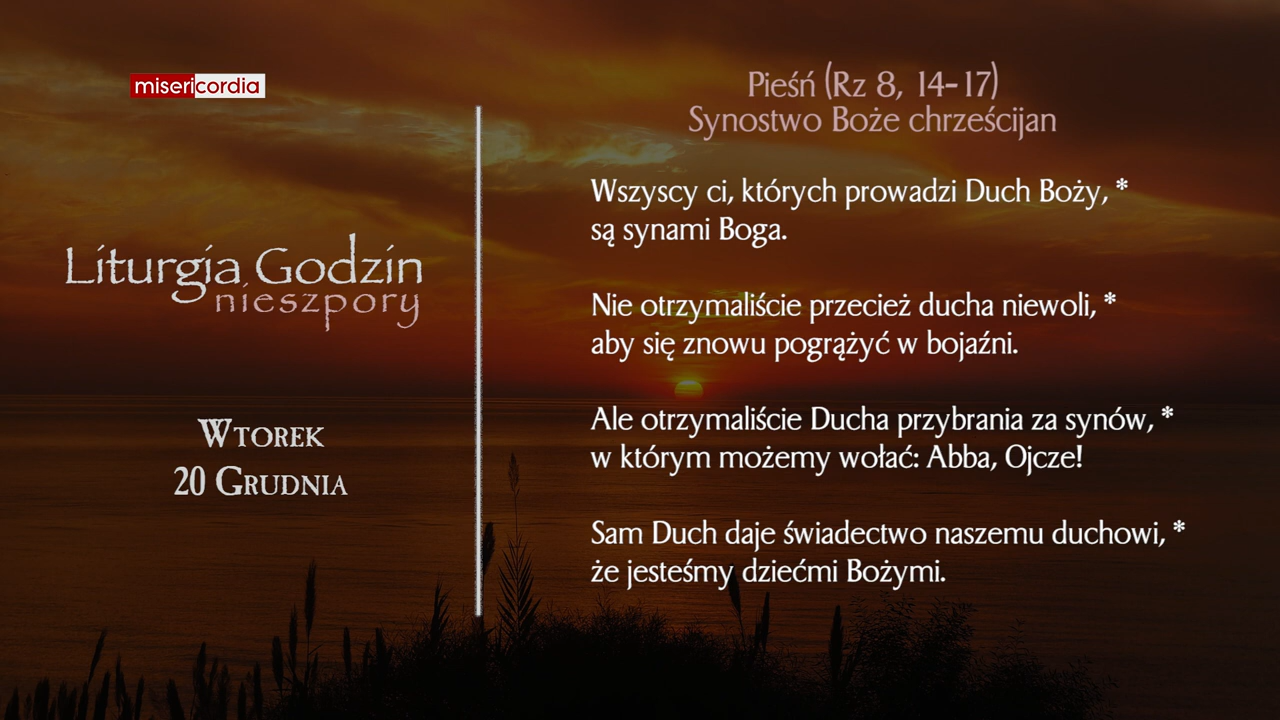 misericordia
Liturgia Godzin
nieszpory
Wtorek
20 Grudnia
Pieśń (Rz 8, 14-17)
Synostwo Boże chrześcijan
Wszyscy ci, których prowadzi Duch Boży, *
są synami Boga.
Nie otrzymaliście przecież ducha niewoli, *
aby się znowu pogrążyć w bojaźni.
Ale otrzymaliście Ducha przybrania za synów, *
w którym możemy wołać: Abba, Ojcze!
Sam Duch daje świadectwo naszemu duchowi, *
że jesteśmy dziećmi Bożymi.